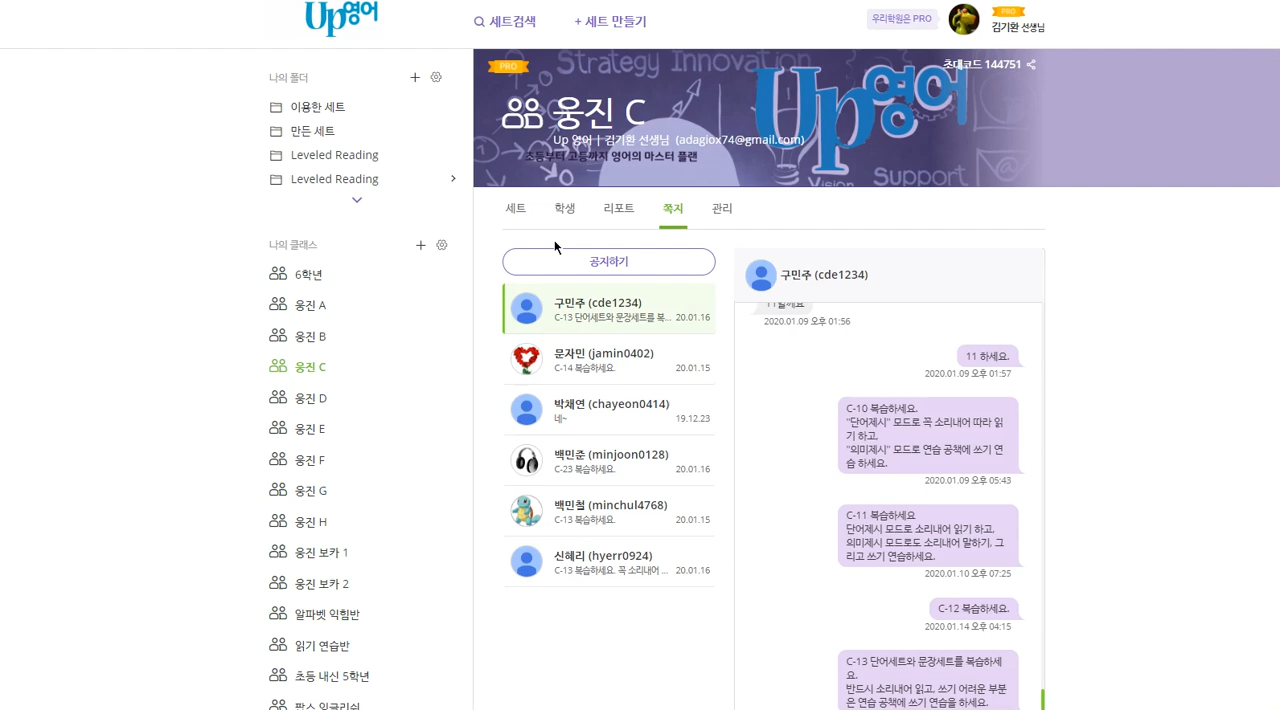 Up영어
세트검색
+ 세트 만들기
우리학원은 PRO
PRO
김기환 선생님
나의 폴더
이용한 세트
만든 세트
Leveled Reading
Leveled Reading
나의 클래스
6학년
웅진 A
웅진 B
웅진 C
웅진 D
웅진 E
웅진 F
웅진 G
웅진 H
웅진 보카 1
웅진 보카 2
알파벳 익힘반
읽기 연습반
초등 내신 5학년
팝스 잉글리쉬
PRO
Strategy Innovation
초대코드 144751
웅진 C
Up영어
Up 영어 | 김기환 선생님 (adagiox74@gmail.com)
초등부터 고등까지 영어의 마스터 플랜
Vision
Support
세트
학생
리포트
쪽지
관리
공지하기
구민주 (cde1234)
C-13 단어세트와 문장세트를 복...
20.01.16
문자민 (jamin0402)
C-14 복습하세요.
20.01.15
박채연 (chayeon0414)
네~
19.12.23
백민준 (minjoon0128)
C-23 복습하세요.
20.01.16
백민철 (minchul4768)
C-13 복습하세요.
20.01.15
신혜리 (hyerr0924)
C-13 복습하세요. 꼭 소리내어 ...
20.01.16
구민주 (cde1234)
11할께요
2020.01.09 오후 01:56
11 하세요.
2020.01.09 오후 01:57
C-10 복습하세요.
"단어제시" 모드로 꼭 소리내어 따라 읽
기 하고,
"의미제시" 모드로 연습 공책에 쓰기 연
습 하세요.
2020.01.09 오후 05:43
C-11 복습하세요
단어제시 모드로 소리내어 읽기 하고,
의미제시 모드로도 소리내어 말하기, 그
리고 쓰기 연습하세요.
2020.01.10 오후 07:25
C-12 복습하세요.
2020.01.14 오후 04:15
C-13 단어세트와 문장세트를 복습하세
요.
반드시 소리내어 읽고, 쓰기 어려운 부분
은 연습 공책에 쓰기 연습을 하세요.